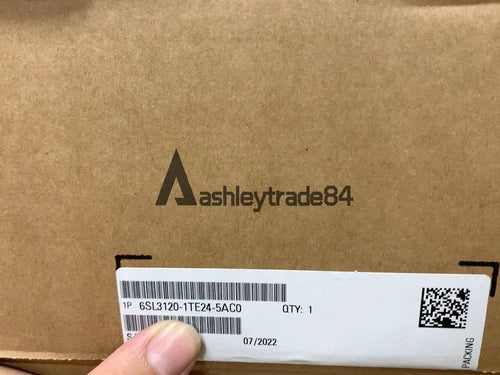 ashleytrade84
1P 6SL3120-1TE24-5AC0 QTY: 1
S
07/2022
PACKING